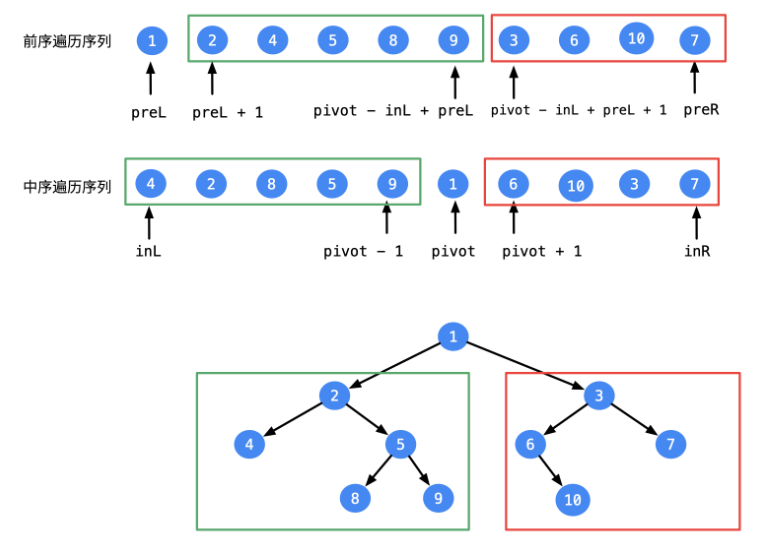 前序遍历序列 1 2 4 5 8 9 3 6 10 7
preL preL + 1 pivot - inL + preL pivot - inL + preL + 1 preR
中序遍历序列 4 2 8 5 9 1 6 10 3 7
inL pivot - 1 pivot pivot + 1 inR
1
2 3
4 5 6 7
8 9 10